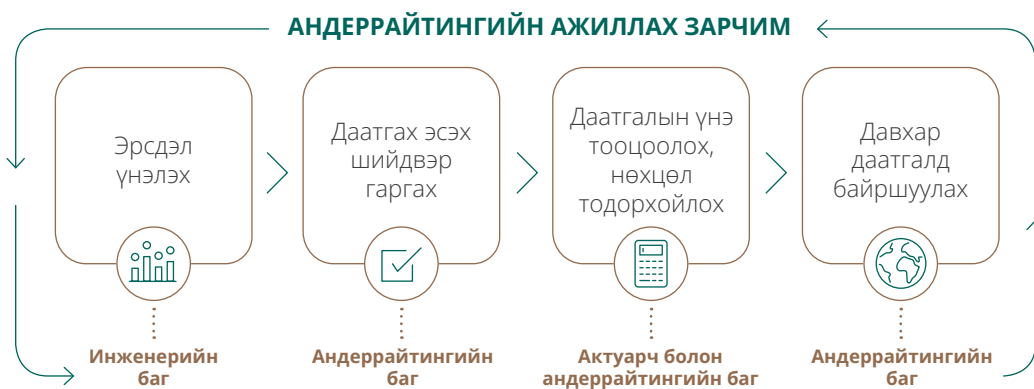 АНДЕРРАЙТИНГИЙН АЖИЛЛАХ ЗАРЧИМ
Эрсдэл
үнэлэх
Даатгах эсэх
шийдвэр
гаргах
Даатгалын үнэ
тооцоолох,
нөхцөл
тодорхойлох
Давхар
даатгалд
байршуулах
Инженерийн
баг
Андеррайтингийн
баг
Актуарч болон
андеррайтингийн баг
Андеррайтингийн
баг